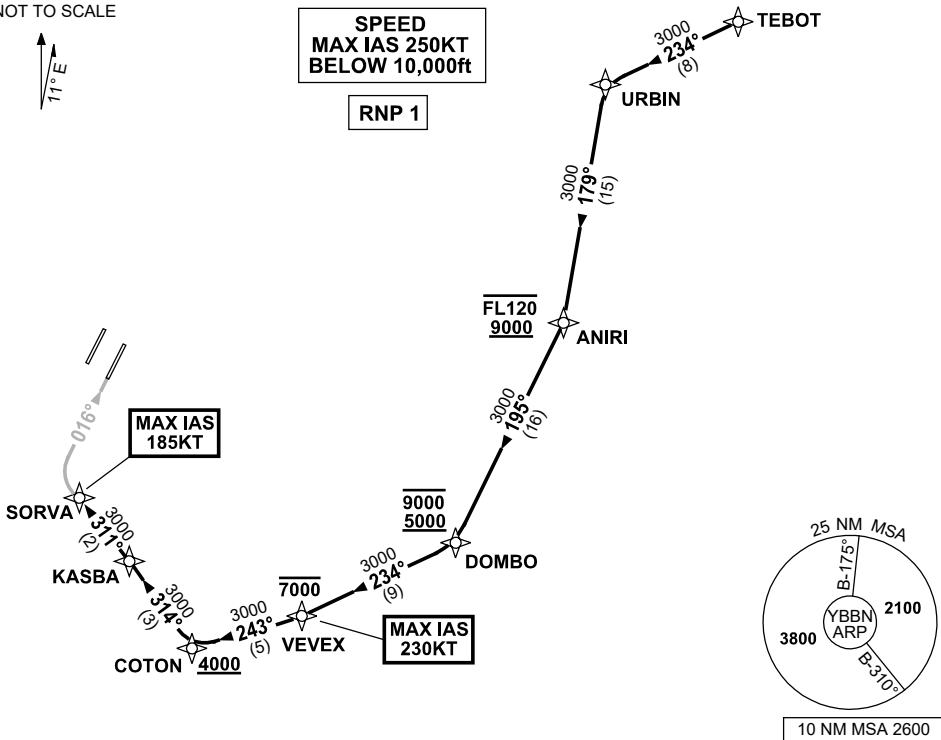 NOT TO SCALE
11° E
SPEED
MAX IAS 250KT
BELOW 10,000ft
RNP 1
TEBOT
3000
234°
(8)
URBIN
3000
179°
(15)
FL120
9000
ANIRI
3000
195°
(16)
9000
5000
DOMBO
3000
234°
(9)
7000
VEVEX
MAX IAS
230KT
3000
243°
(5)
COTON
4000
3000
314°
(3)
KASBA
3000
311°
(2)
SORVA
MAX IAS
185KT
016°
25 NM MSA
B-175°
YBBN
ARP
2100
3800
B-310°
10 NM MSA 2600